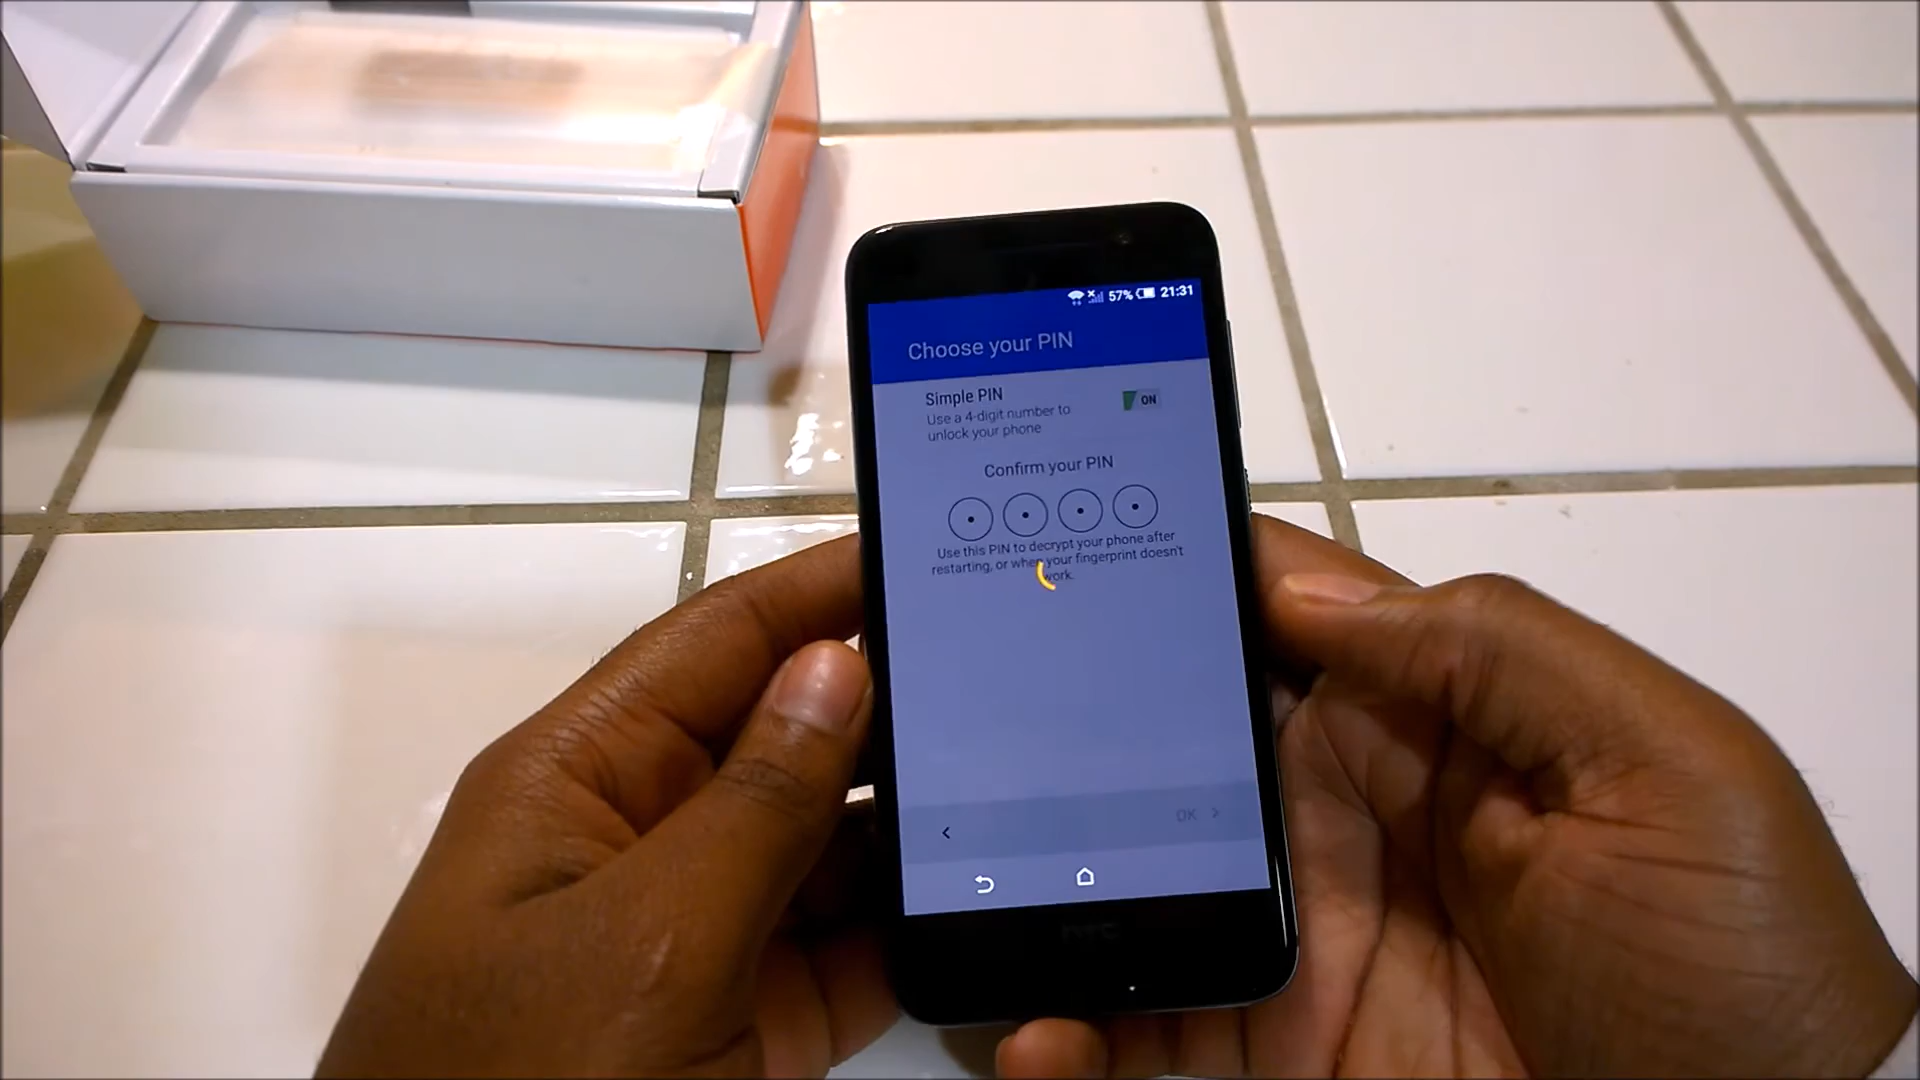 57% 21:31
Choose your PIN
Simple PIN
ON
Use a 4-digit number to
unlock your phone
Confirm your PIN
Use this PIN to decrypt your phone after
restarting, or when your fingerprint doesn't
work.
OK
hTC